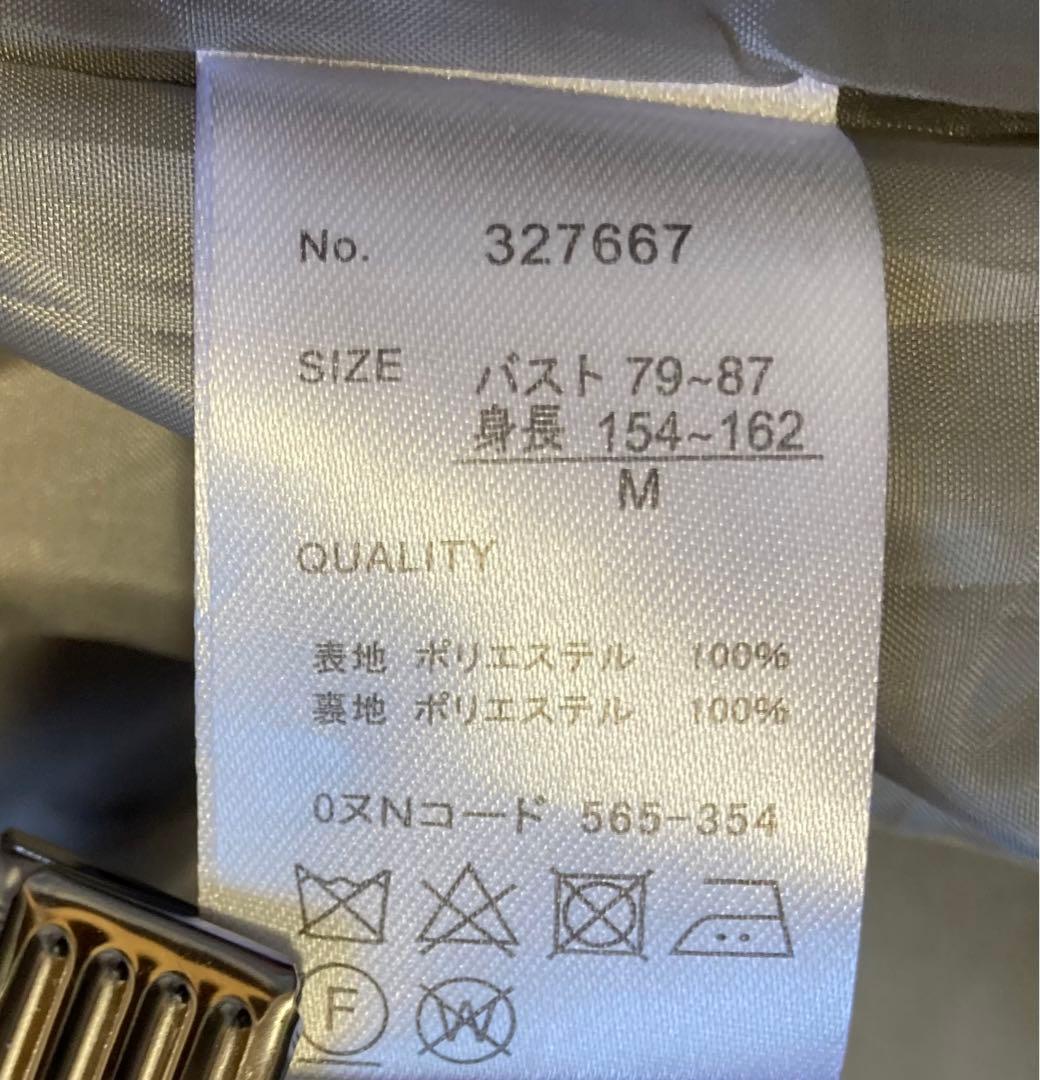 No. 327667
SIZE バスト 79~87
身長 154~162
M
QUALITY
表地 ポリエステル 100%
裏地 ポリエステル 100%
0ヌNコード 565-354
F W